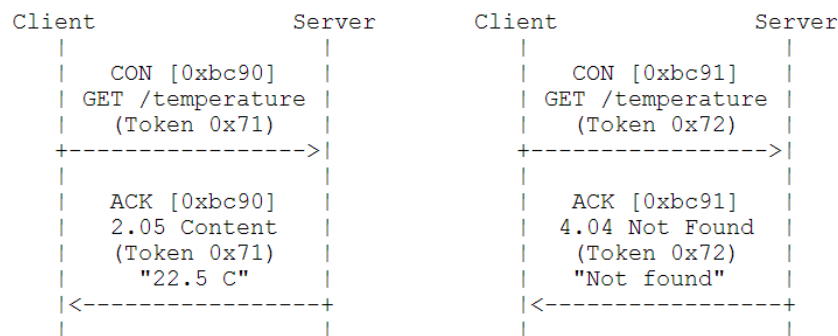 Client Server Client Server
CON [0xbc90] CON [0xbc91]
GET /temperature GET /temperature
(Token 0x71) (Token 0x72)
ACK [0xbc90] ACK [0xbc91]
2.05 Content 4.04 Not Found
(Token 0x71) (Token 0x72)
"22.5 C" "Not found"